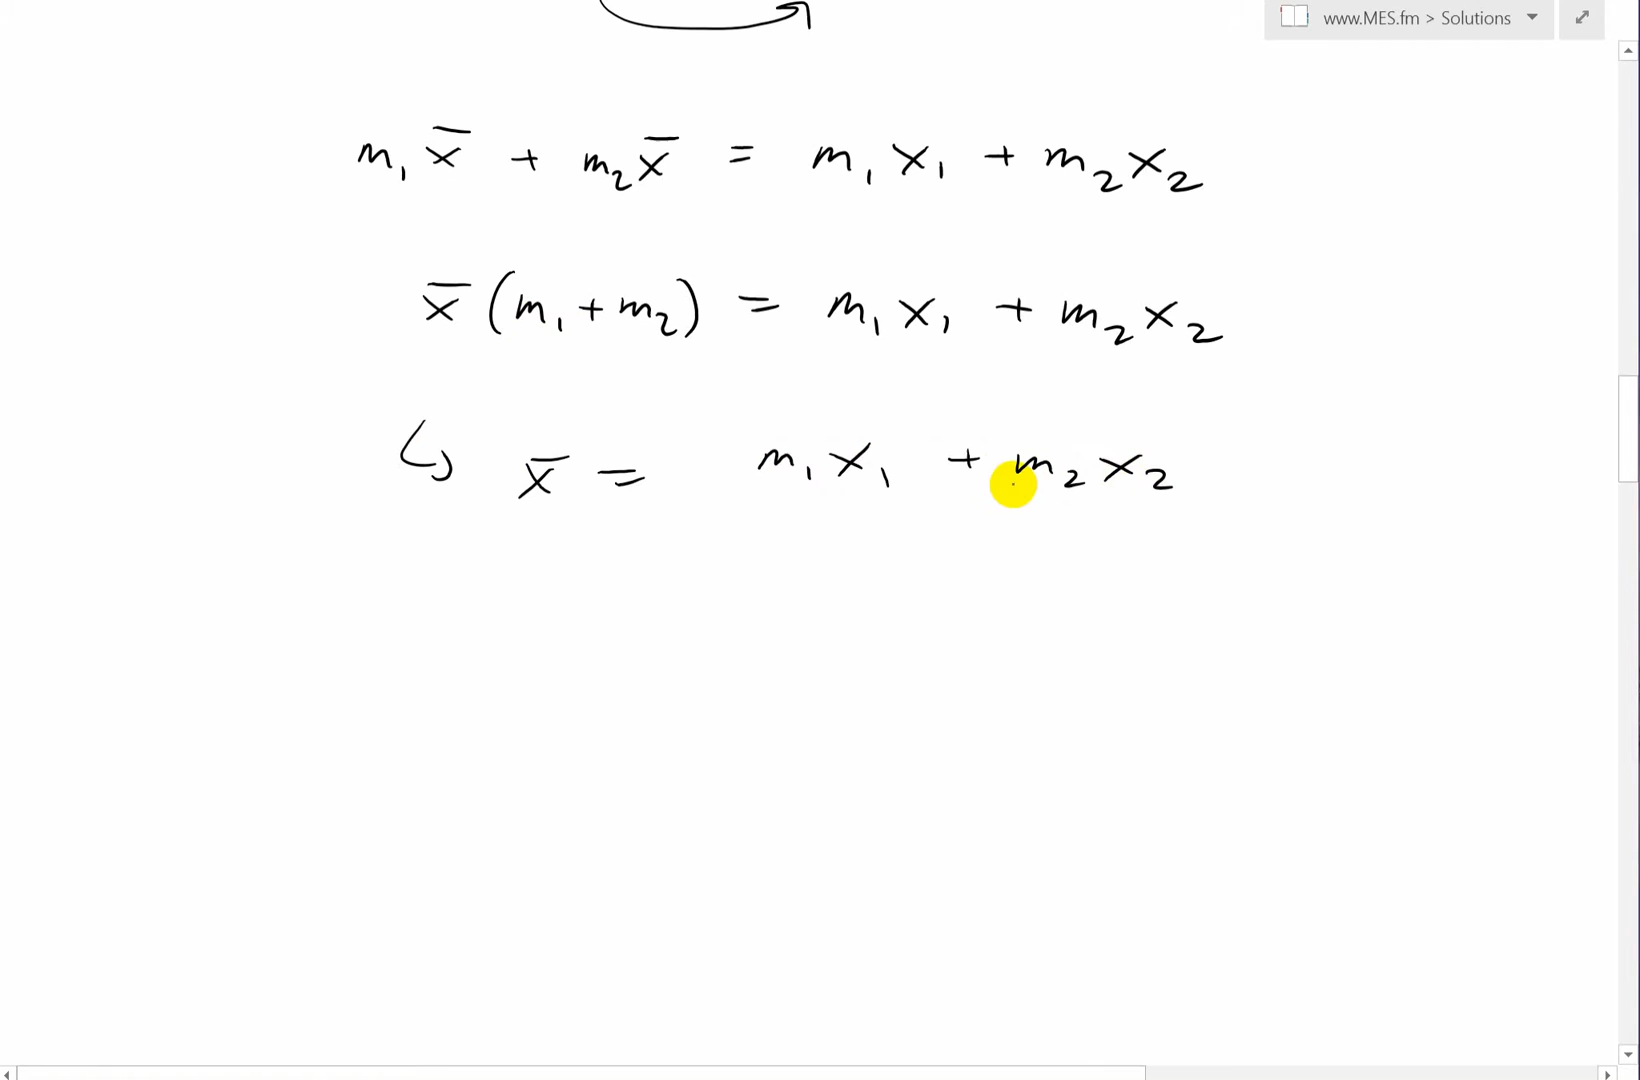 www.MES.fm > Solutions
m₁x̄ + m₂x̄ = m₁x₁ + m₂x₂
x̄(m₁ + m₂) = m₁x₁ + m₂x₂
↳ x̄ = m₁x₁ + m₂x₂